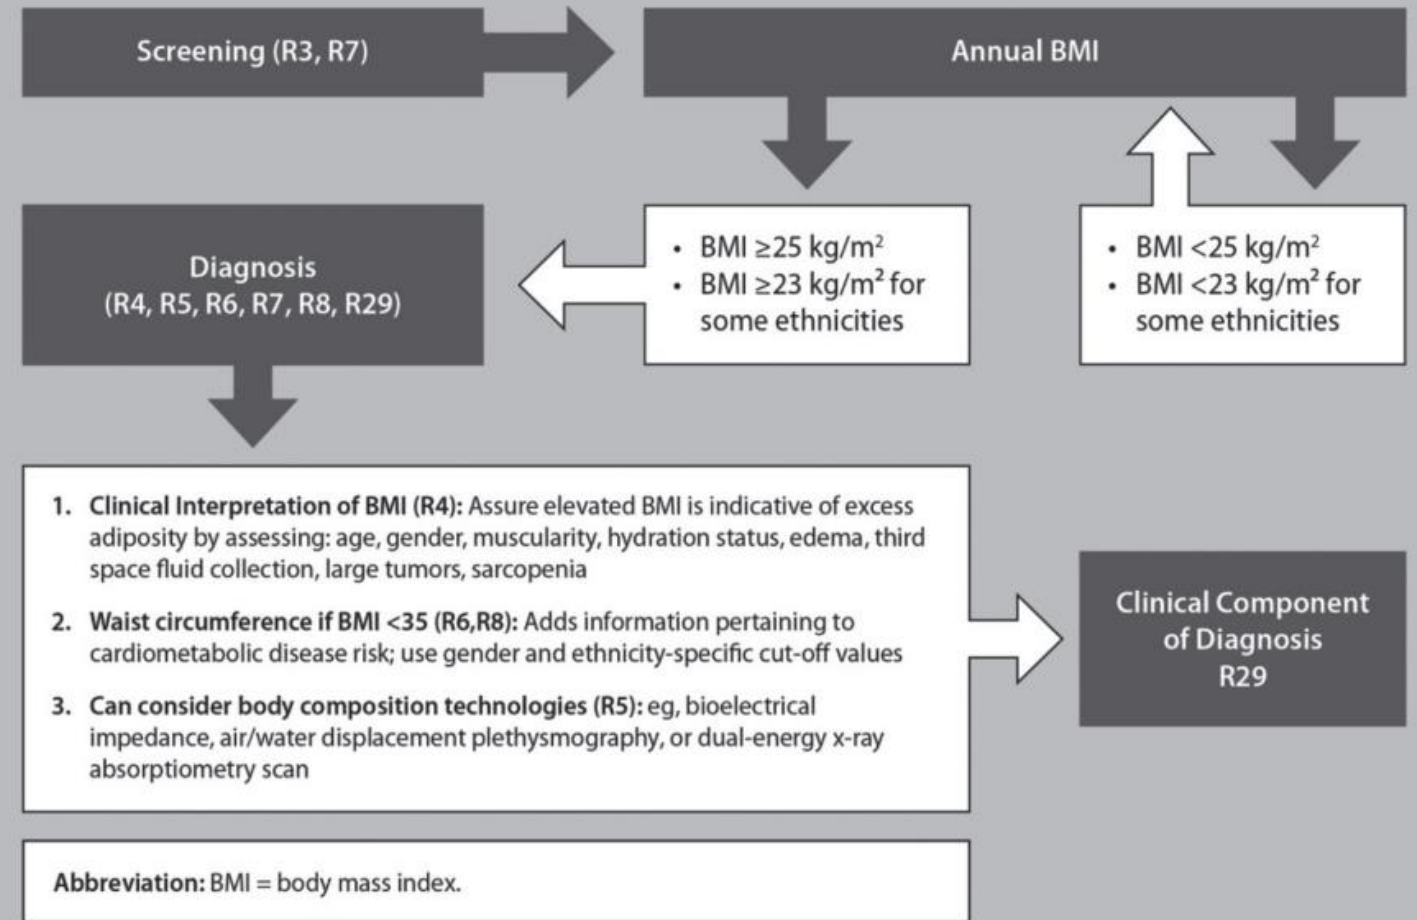 Screening (R3, R7)
Annual BMI
Diagnosis
(R4, R5, R6, R7, R8, R29)
• BMI ≥25 kg/m²
• BMI ≥23 kg/m² for
some ethnicities
• BMI <25 kg/m²
• BMI <23 kg/m² for
some ethnicities
1. Clinical Interpretation of BMI (R4): Assure elevated BMI is indicative of excess
adiposity by assessing: age, gender, muscularity, hydration status, edema, third
space fluid collection, large tumors, sarcopenia
2. Waist circumference if BMI <35 (R6,R8): Adds information pertaining to
cardiometabolic disease risk; use gender and ethnicity-specific cut-off values
3. Can consider body composition technologies (R5): eg, bioelectrical
impedance, air/water displacement plethysmography, or dual-energy x-ray
absorptiometry scan
Clinical Component
of Diagnosis
R29
Abbreviation: BMI = body mass index.